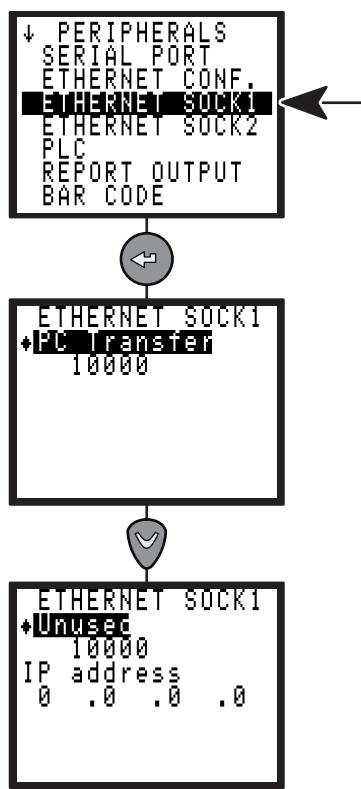 ↓ PERIPHERALS
SERIAL PORT
ETHERNET CONF.
ETHERNET SOCK1
ETHERNET SOCK2
PLC
REPORT OUTPUT
BAR CODE
ETHERNET SOCK1
♦PC Transfer
10000
ETHERNET SOCK1
♦Unused
10000
IP address
0 .0 .0 .0